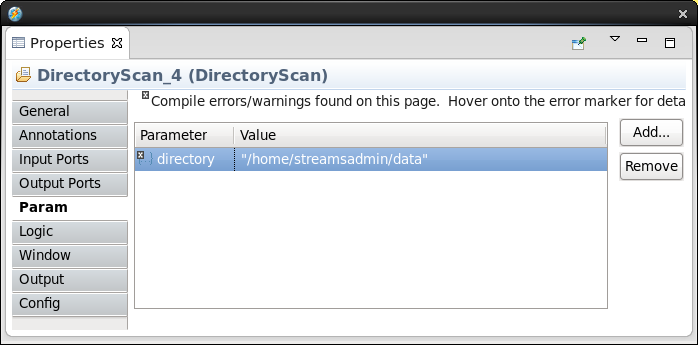 Properties
DirectoryScan_4 (DirectoryScan)
General
Annotations
Input Ports
Output Ports
Param
Logic
Window
Output
Config
Compile errors/warnings found on this page.  Hover onto the error marker for deta
Parameter Value
directory "/home/streamsadmin/data"
Add...
Remove